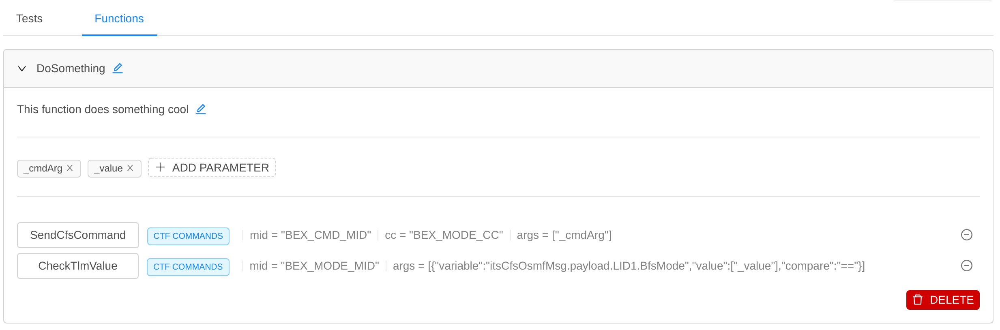 Tests Functions
DoSomething
This function does something cool
_cmdArg _value ADD PARAMETER
SendCfsCommand CTF COMMANDS mid = "BEX_CMD_MID" cc = "BEX_MODE_CC" args = ["_cmdArg"]
CheckTlmValue CTF COMMANDS mid = "BEX_MODE_MID" args = [{"variable":"itsCfsOsmfMsg.payload.LID1.BfsMode","value":["_value"],"compare":"=="}]
DELETE